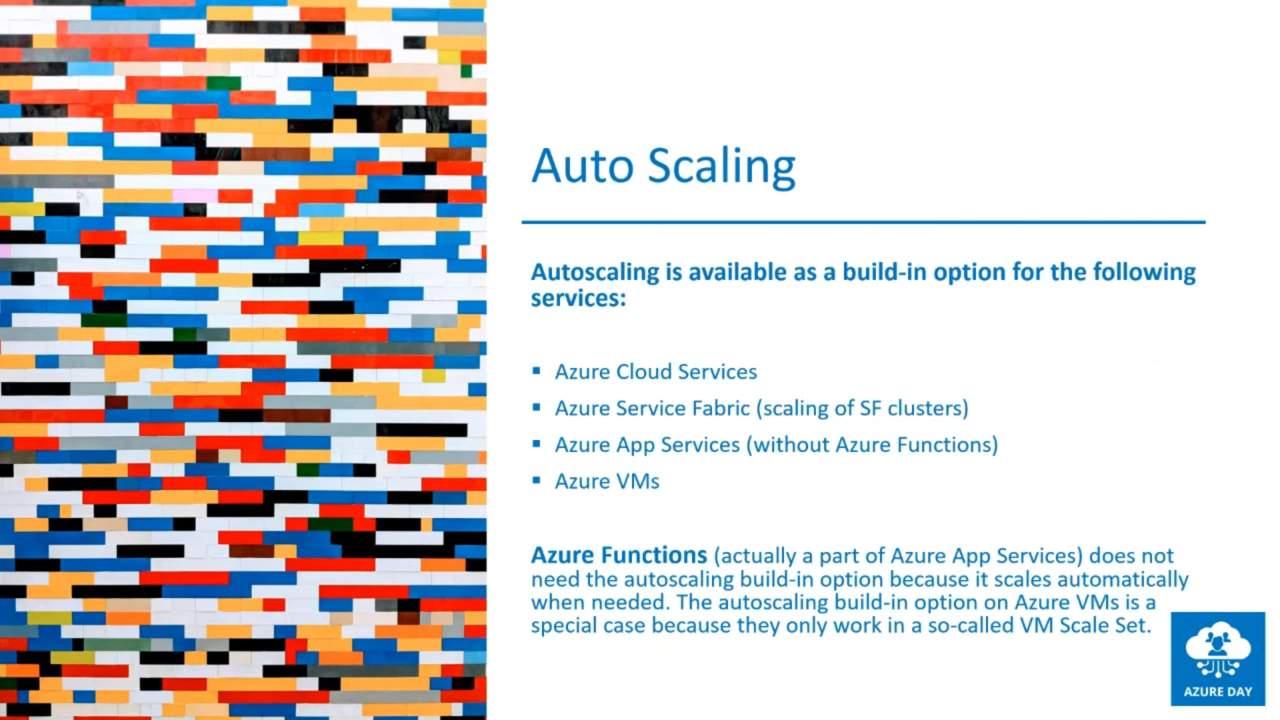 Auto Scaling
Autoscaling is available as a build-in option for the following
services:
▪ Azure Cloud Services
▪ Azure Service Fabric (scaling of SF clusters)
▪ Azure App Services (without Azure Functions)
▪ Azure VMs
Azure Functions (actually a part of Azure App Services) does not
need the autoscaling build-in option because it scales automatically
when needed. The autoscaling build-in option on Azure VMs is a
special case because they only work in a so-called VM Scale Set.
AZURE DAY